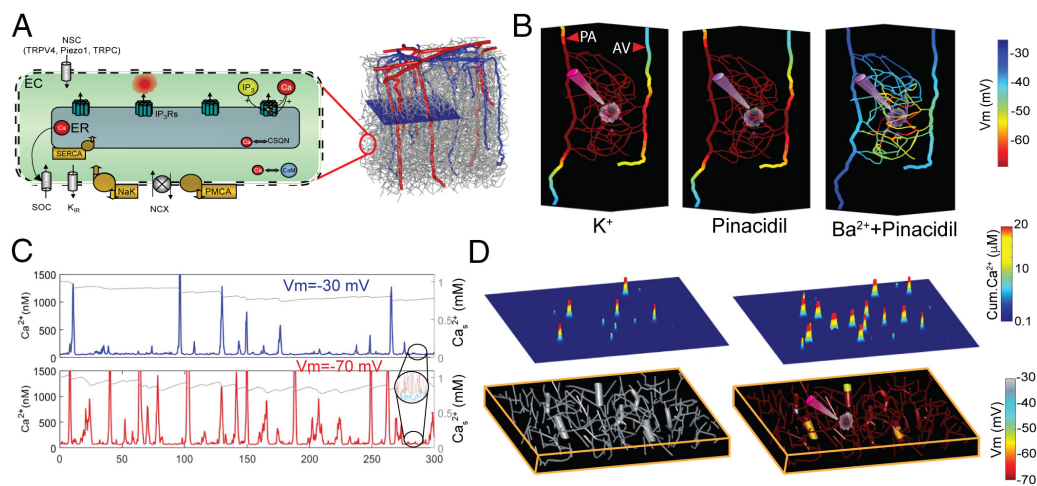 A
NSC
(TRPV4, Piezo1, TRPC)
EC
IP3
Ca
+
+
IP3Rs
Ca
ER
Ca
CSQN
SERCA
Ca
CaM
SOC
KIR
NaK
NCX
PMCA
B
PA
AV
K+
Pinacidil
Ba2++Pinacidil
-30
-40
-50
-60
Vm (mV)
C
1500
1000
500
0
Ca2+(nM)
Vm=-30 mV
1
0.5
0
Cas2+(mM)
1500
1000
500
0
Ca2+(nM)
Vm=-70 mV
1
0.5
0
Cas2+(mM)
0
50
100
150
200
250
300
D
Cum.Ca2+ (μM)
20
10
0.1
-30
-40
-50
-60
-70
Vm (mV)